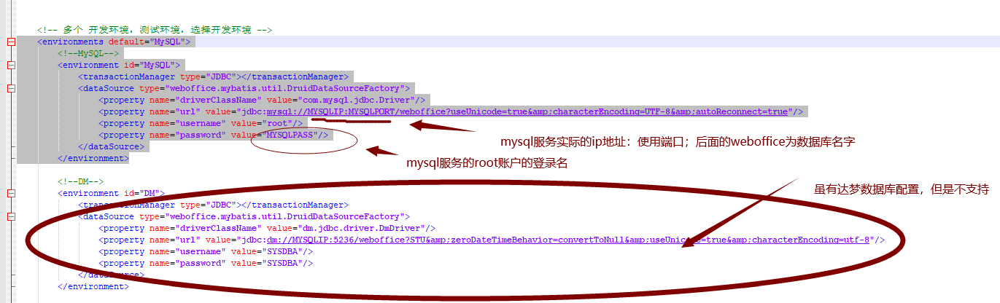 <!-- 多个 开发环境，测试环境，选择开发环境 -->
<environments default="MySQL">
<!--MySQL-->
<environment id="MySQL">
<transactionManager type="JDBC"></transactionManager>
<dataSource type="weboffice.mybatis.util.DruidDataSourceFactory">
<property name="driverClassName" value="com.mysql.jdbc.Driver"/>
<property name="url" value="jdbc:mysql://MYSQLIP:MYSQLPORT/weboffice?useUnicode=true&amp;characterEncoding=UTF-8&amp;autoReconnect=true"/>
<property name="username" value="root"/>
<property name="password" value="MYSQLPASS"/>
mysql服务实际的ip地址：使用端口；后面的weboffice为数据库名字
</dataSource>
</environment>
mysql服务的root账户的登录名
<!--DM-->
虽有达梦数据库配置，但是不支持
<environment id="DM">
<transactionManager type="JDBC"></transactionManager>
<dataSource type="weboffice.mybatis.util.DruidDataSourceFactory">
<property name="driverClassName" value="dm.jdbc.driver.DmDriver"/>
<property name="url" value="jdbc:dm://MYSQLIP:5236/weboffice?STU&amp;zeroDateTimeBehavior=convertToNull&amp;useUnicode=true&amp;characterEncoding=utf-8"/>
<property name="username" value="SYSDBA"/>
<property name="password" value="SYSDBA"/>
</dataSource>
</environment>